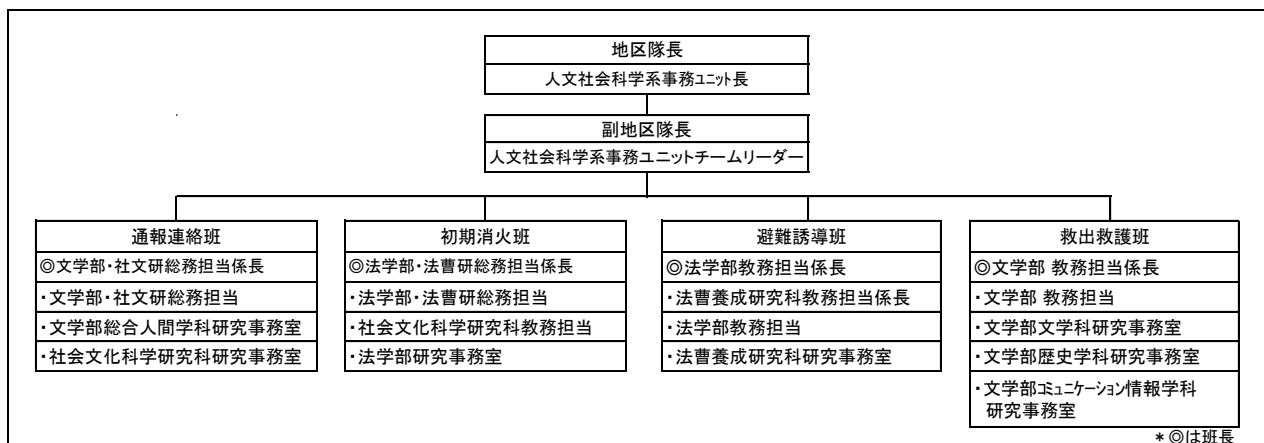 地区隊長
人文社会科学系事務ユニット長
副地区隊長
人文社会科学系事務ユニットチームリーダー
通報連絡班
◎文学部・社文研総務担当係長
・文学部・社文研総務担当
・文学部総合人間学科研究事務室
・社会文化科学研究科研究事務室
初期消火班
◎法学部・法曹研総務担当係長
・法学部・法曹研総務担当
・社会文化科学研究科教務担当
・法学部研究事務室
避難誘導班
◎法学部教務担当係長
・法曹養成研究科教務担当係長
・法学部教務担当
・法曹養成研究科研究事務室
救出救護班
◎文学部 教務担当係長
・文学部 教務担当
・文学部文学科研究事務室
・文学部歴史学科研究事務室
・文学部コミュニケーション情報学科
研究事務室
＊◎は班長